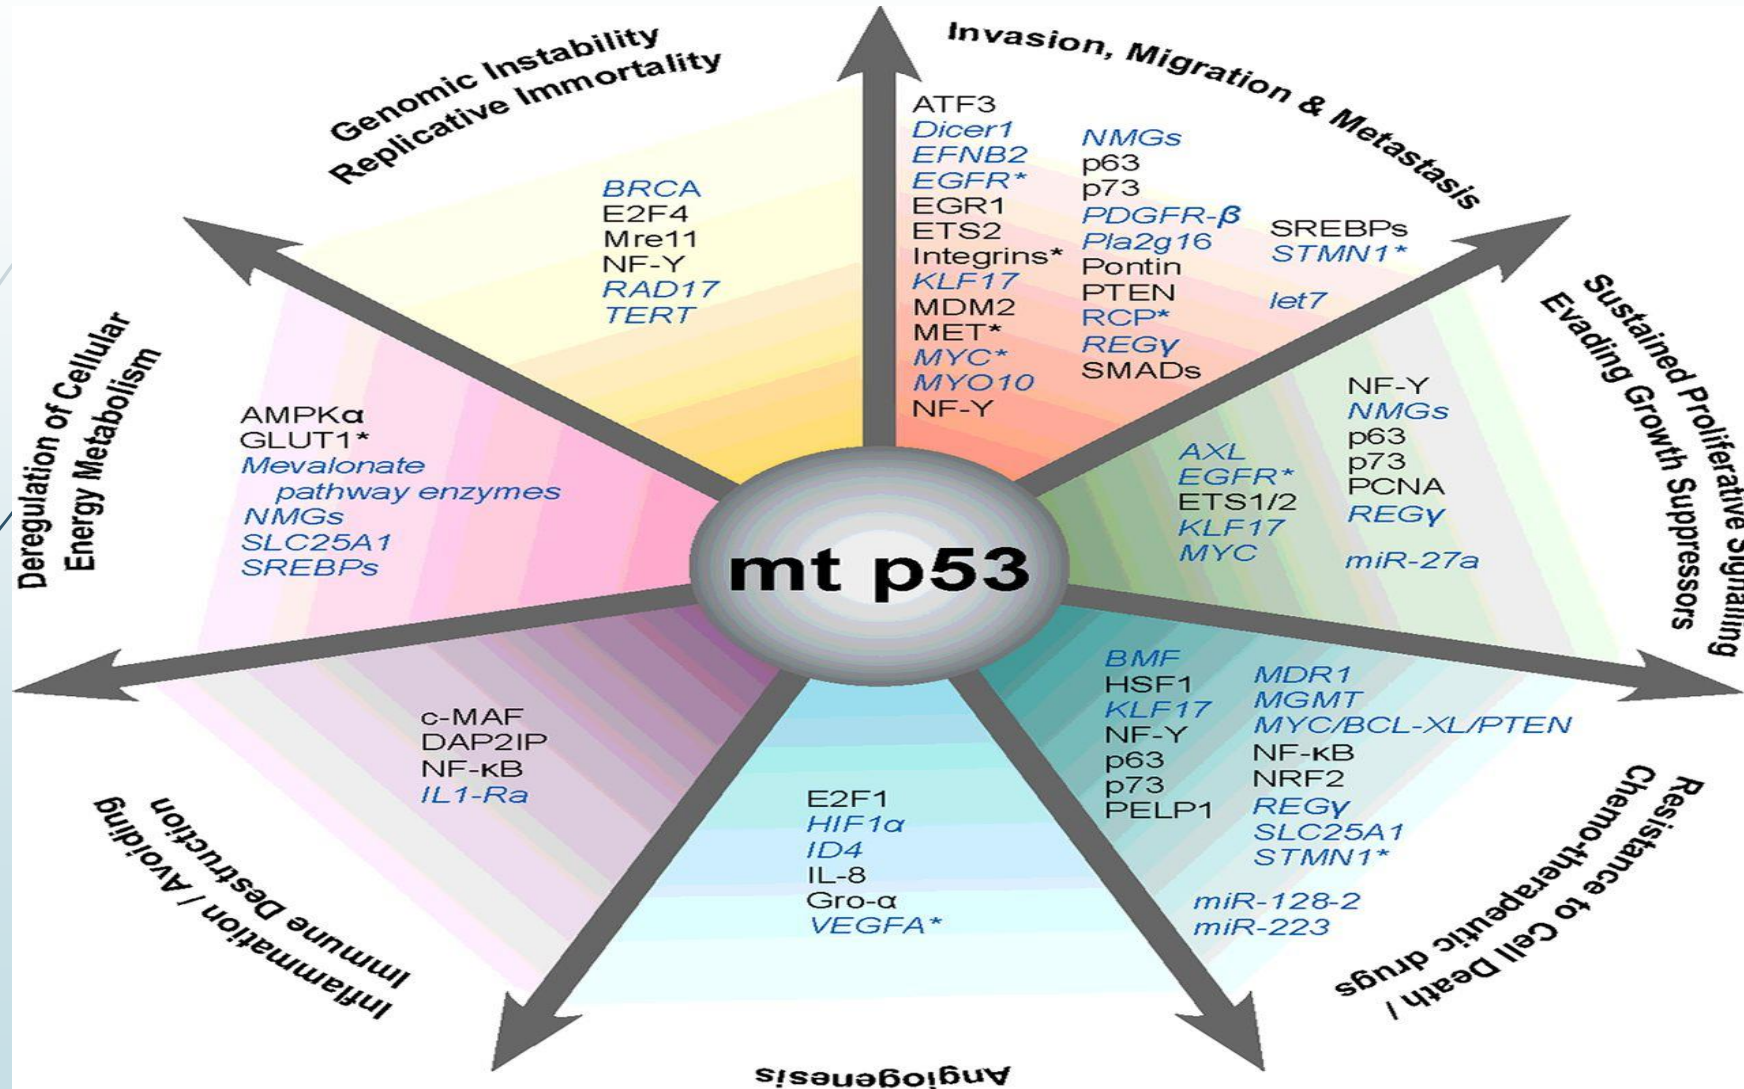 Genomic Instability
Replicative Immortality
BRCA
E2F4
Mre11
NF-Y
RAD17
TERT
Invasion, Migration & Metastasis
ATF3
Dicer1
EFNB2
EGFR*
EGR1
ETS2
Integrins*
KLF17
MDM2
MET*
MYC*
MYO10
NF-Y
NMGs
p63
p73
PDGFR-β
Pla2g16
Pontin
PTEN
RCP*
REGγ
SMADs
SREBPs
STMN1*
let7
Sustained Proliferative Signaling
Evading Growth Suppressors
AXL
EGFR*
ETS1/2
KLF17
MYC
NF-Y
NMGs
p63
p73
PCNA
REGγ
miR-27a
Resistance to Cell Death /
Chemo-therapeutic drugs
BMF
HSF1
KLF17
NF-Y
p63
p73
PELP1
MDR1
MGMT
MYC/BCL-XL/PTEN
NF-κB
NRF2
REGγ
SLC25A1
STMN1*
miR-128-2
miR-223
Angiogenesis
E2F1
HIF1α
ID4
IL-8
Gro-α
VEGFA*
Inflammation / Avoiding
Immune Destruction
c-MAF
DAP2IP
NF-κB
IL1-Ra
Deregulation of Cellular
Energy Metabolism
AMPKα
GLUT1*
Mevalonate
pathway enzymes
NMGs
SLC25A1
SREBPs
mt p53